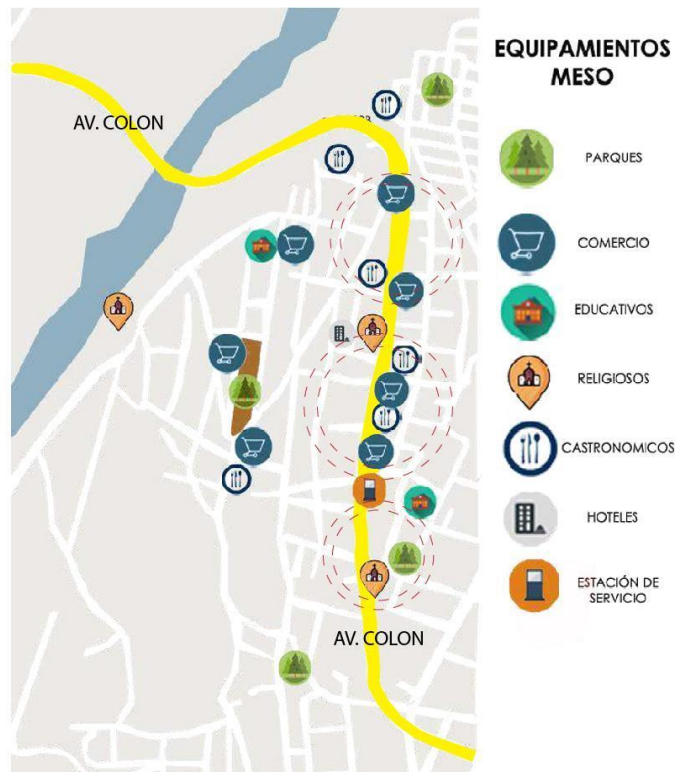 EQUIPAMIENTOS
MESO
AV. COLON
PARQUES
COMERCIO
EDUCATIVOS
RELIGIOSOS
CASTRONOMICOS
HOTELES
ESTACIÓN DE
SERVICIO
AV. COLON